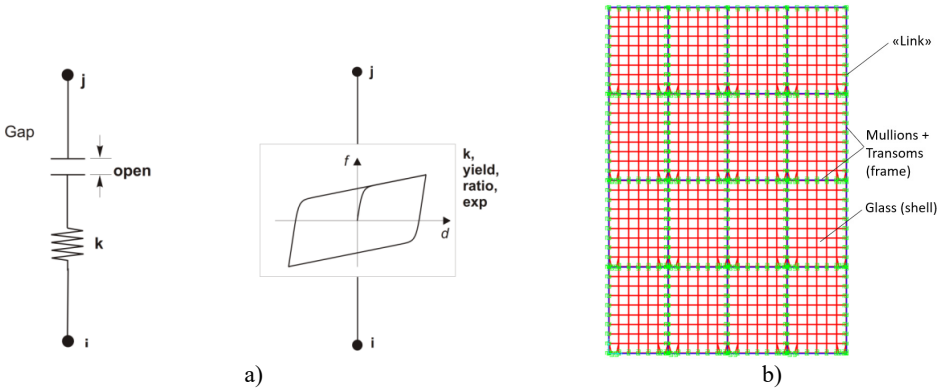 j
Gap
open
k
i
j
f
k,
yield,
ratio,
exp
d
i
a)
«Link»
Mullions +
Transoms
(frame)
Glass (shell)
b)